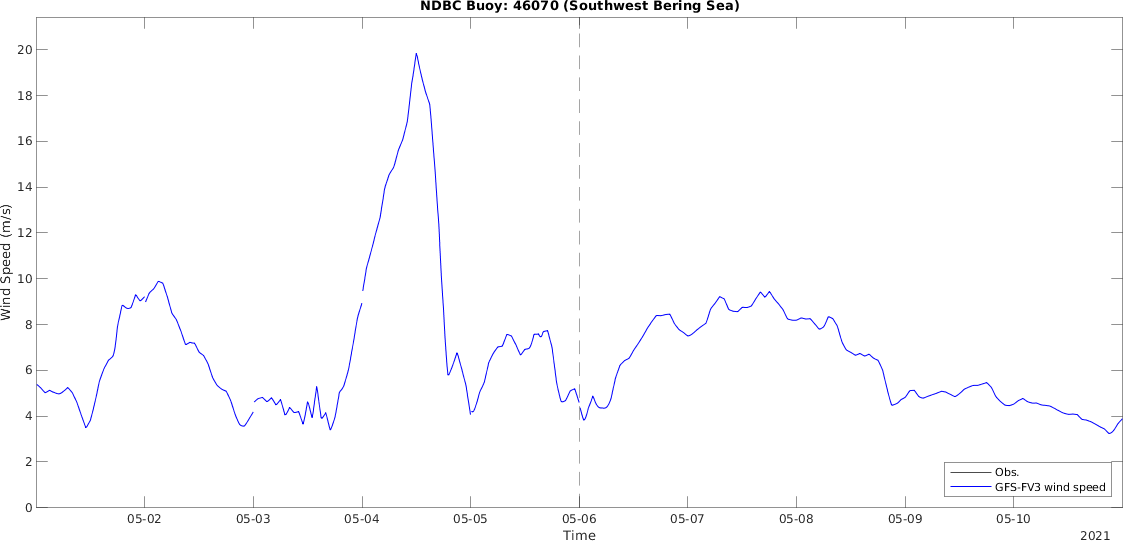 NDBC Buoy: 46070 (Southwest Bering Sea)
Wind Speed (m/s)
20
18
16
14
12
10
8
6
4
2
0
05-02 05-03 05-04 05-05 05-06 05-07 05-08 05-09 05-10
Time
2021
Obs.
GFS-FV3 wind speed